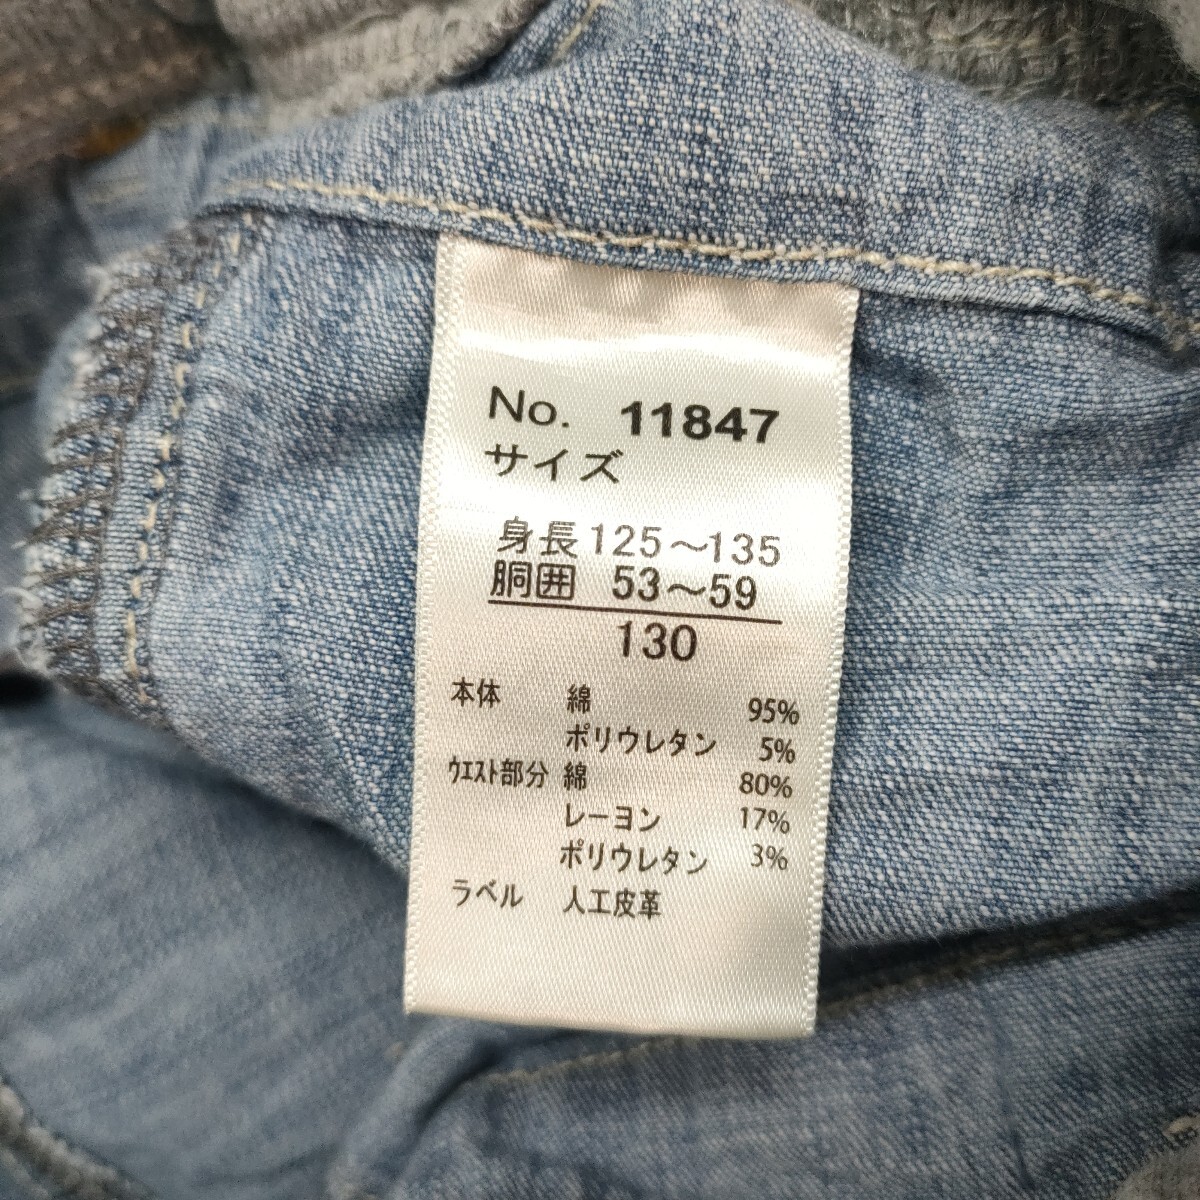 No. 11847
サイズ
身長125～135
胴囲 53～59
130
本体 綿 95%
ポリウレタン 5%
ウエスト部分 綿 80%
レーヨン 17%
ポリウレタン 3%
ラベル 人工皮革